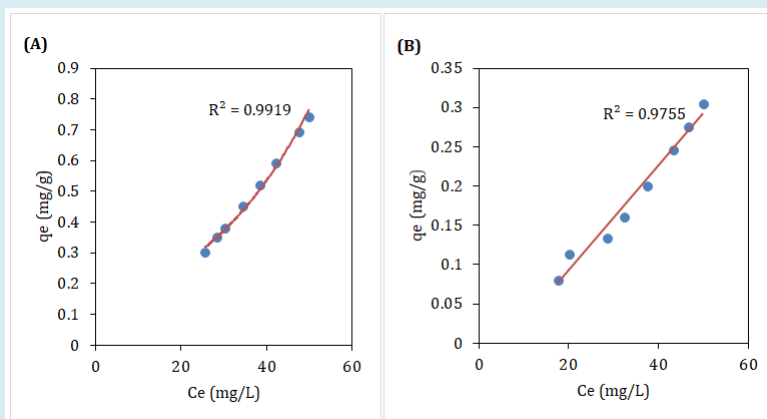 (A)
0.9
0.8
0.7
0.6
0.5
0.4
0.3
0.2
0.1
0
qe (mg/g)
R² = 0.9919
0 20 40 60
Ce (mg/L)
(B)
0.35
0.3
0.25
0.2
0.15
0.1
0.05
0
qe (mg/g)
R² = 0.9755
0 20 40 60
Ce (mg/L)